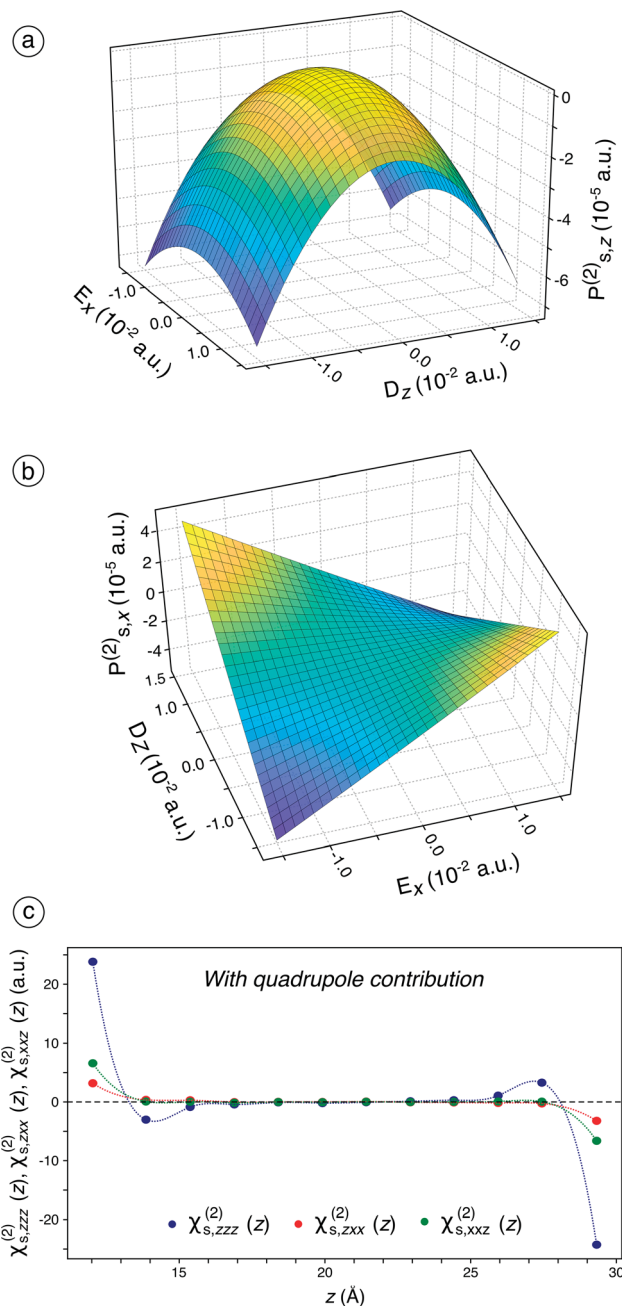 a
0
-2
-4
-6
P(2)s,z (10-5 a.u.)
-1.0
0.0
1.0
Ex (10-2 a.u.)
-1.0
0.0
1.0
Dz (10-2 a.u.)
b
4
2
0
-2
-4
P(2)s,x (10-5 a.u.)
1.5
1.0
0.0
-1.0
DZ (10-2 a.u.)
-1.0
0.0
1.0
Ex (10-2 a.u.)
c
With quadrupole contribution
20
10
0
-10
-20
χ(2)s,zzz (z), χ(2)s,zxx (z), χ(2)s,xxz (z) (a.u.)
χ(2)s,zzz (z) χ(2)s,zxx (z) χ(2)s,xxz (z)
15 20 25 30
z (Å)